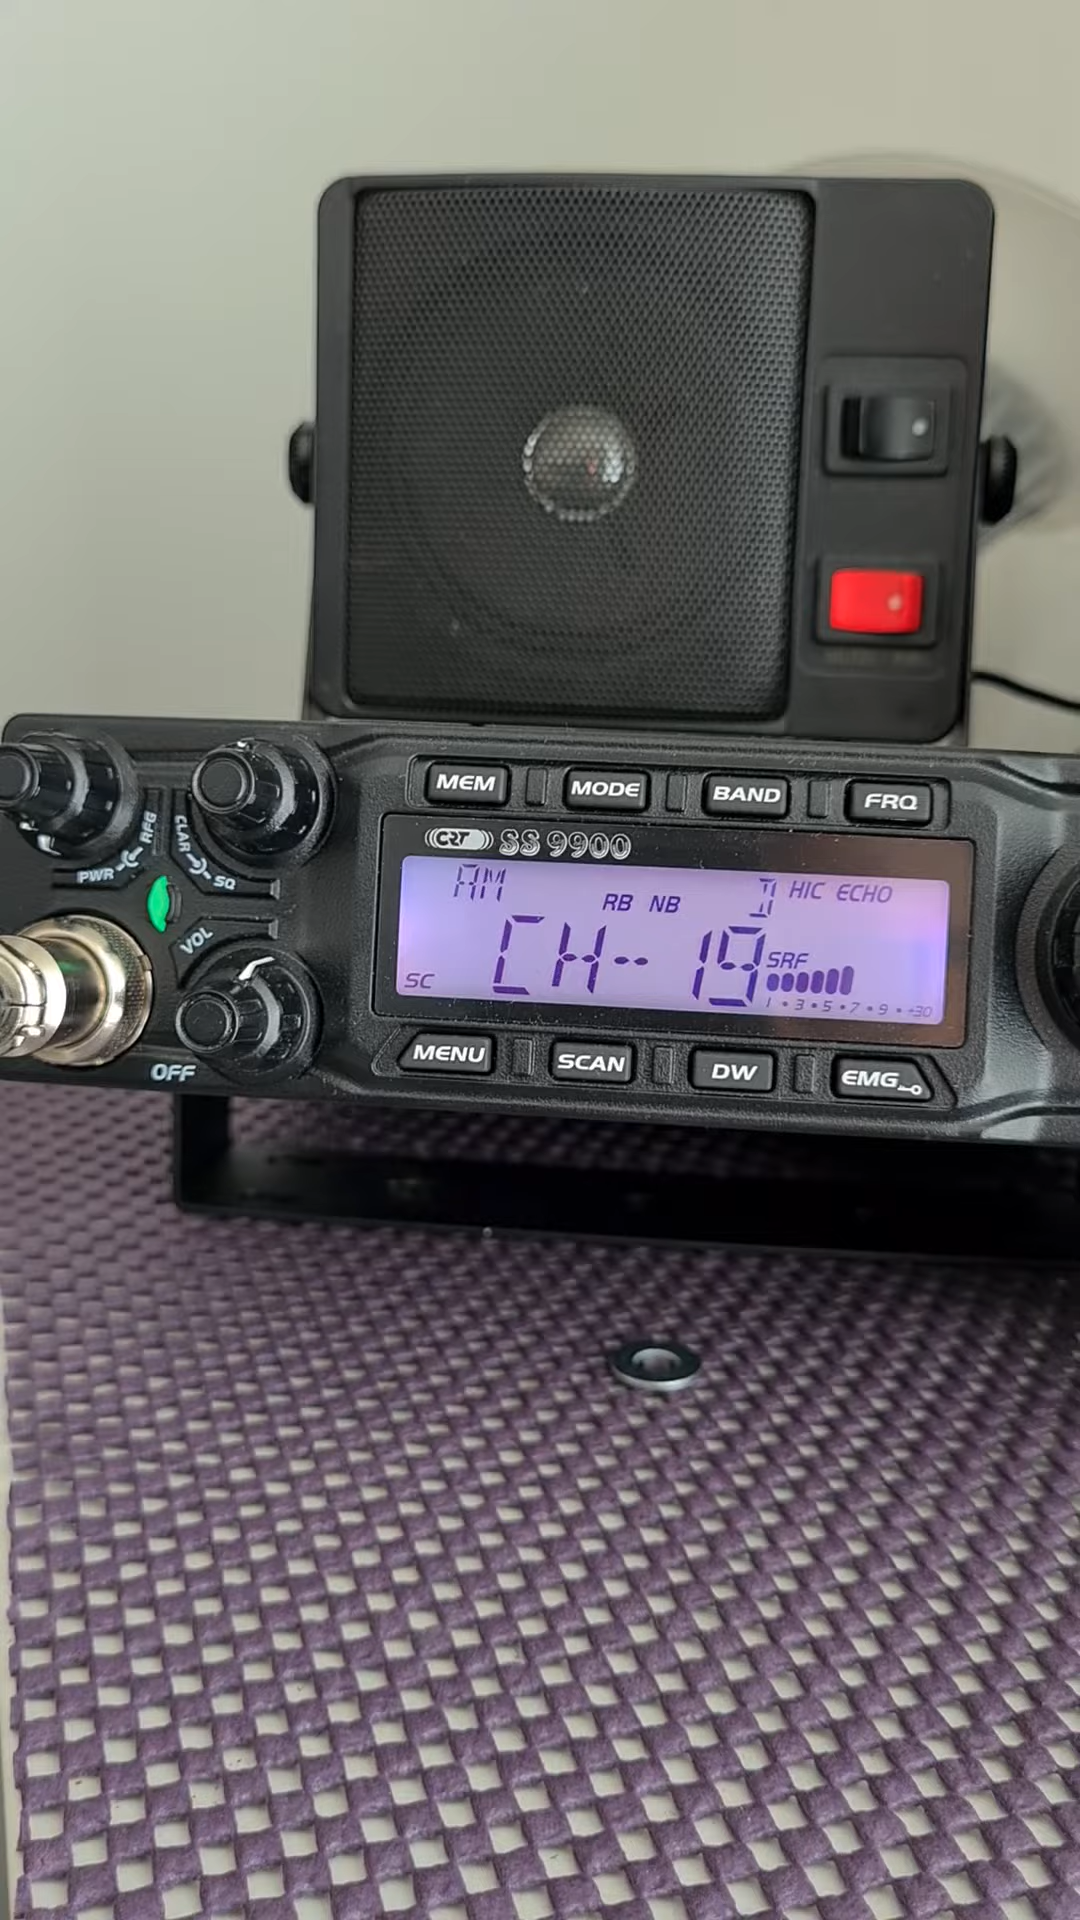 MEM MODE BAND FRQ
CRT SS 9900
AM RB NB D HIC ECHO
CH-- 19 SRF
SC 1 • 3 • 5 • 7 • 9 • +30
RFG CLAR
PWR SQ
VOL
OFF
MENU SCAN DW EMG